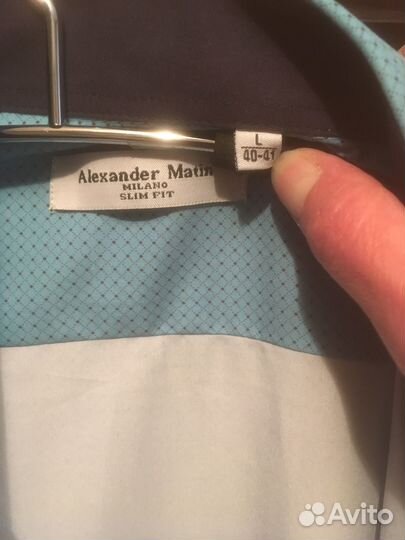 Alexander Matin
MILANO
SLIM FIT
L
40-41
Avito